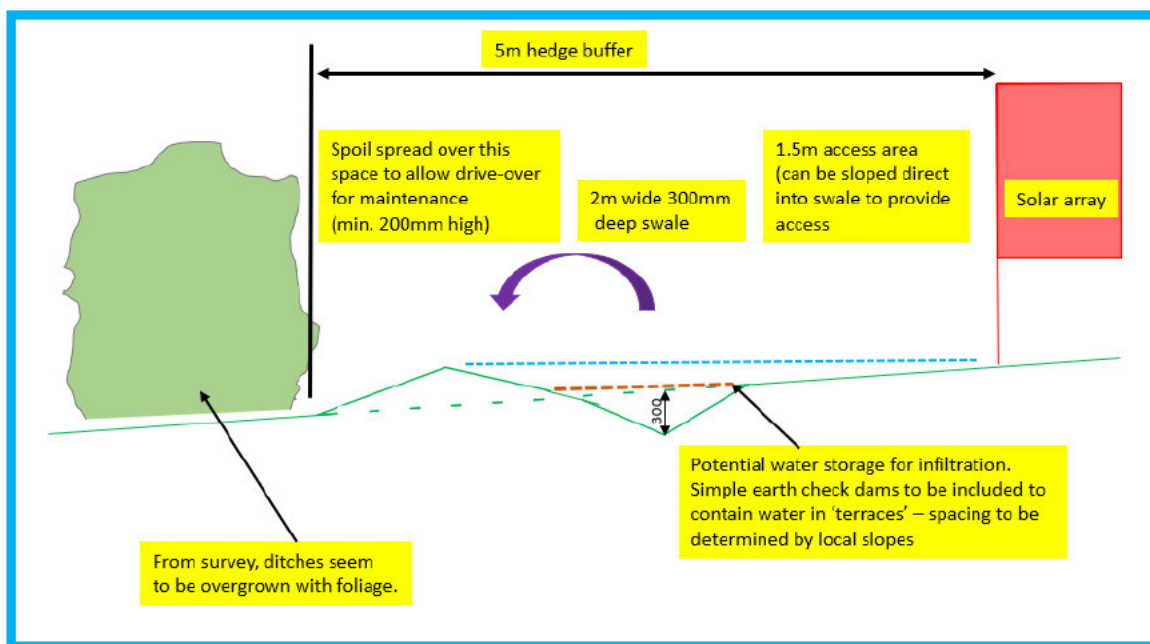 5m hedge buffer
Spoil spread over this
space to allow drive-over
for maintenance
(min. 200mm high)
2m wide 300mm
deep swale
1.5m access area
(can be sloped direct
into swale to provide
access
Solar array
300
Potential water storage for infiltration.
Simple earth check dams to be included to
contain water in ‘terraces’ – spacing to be
determined by local slopes
From survey, ditches seem
to be overgrown with foliage.